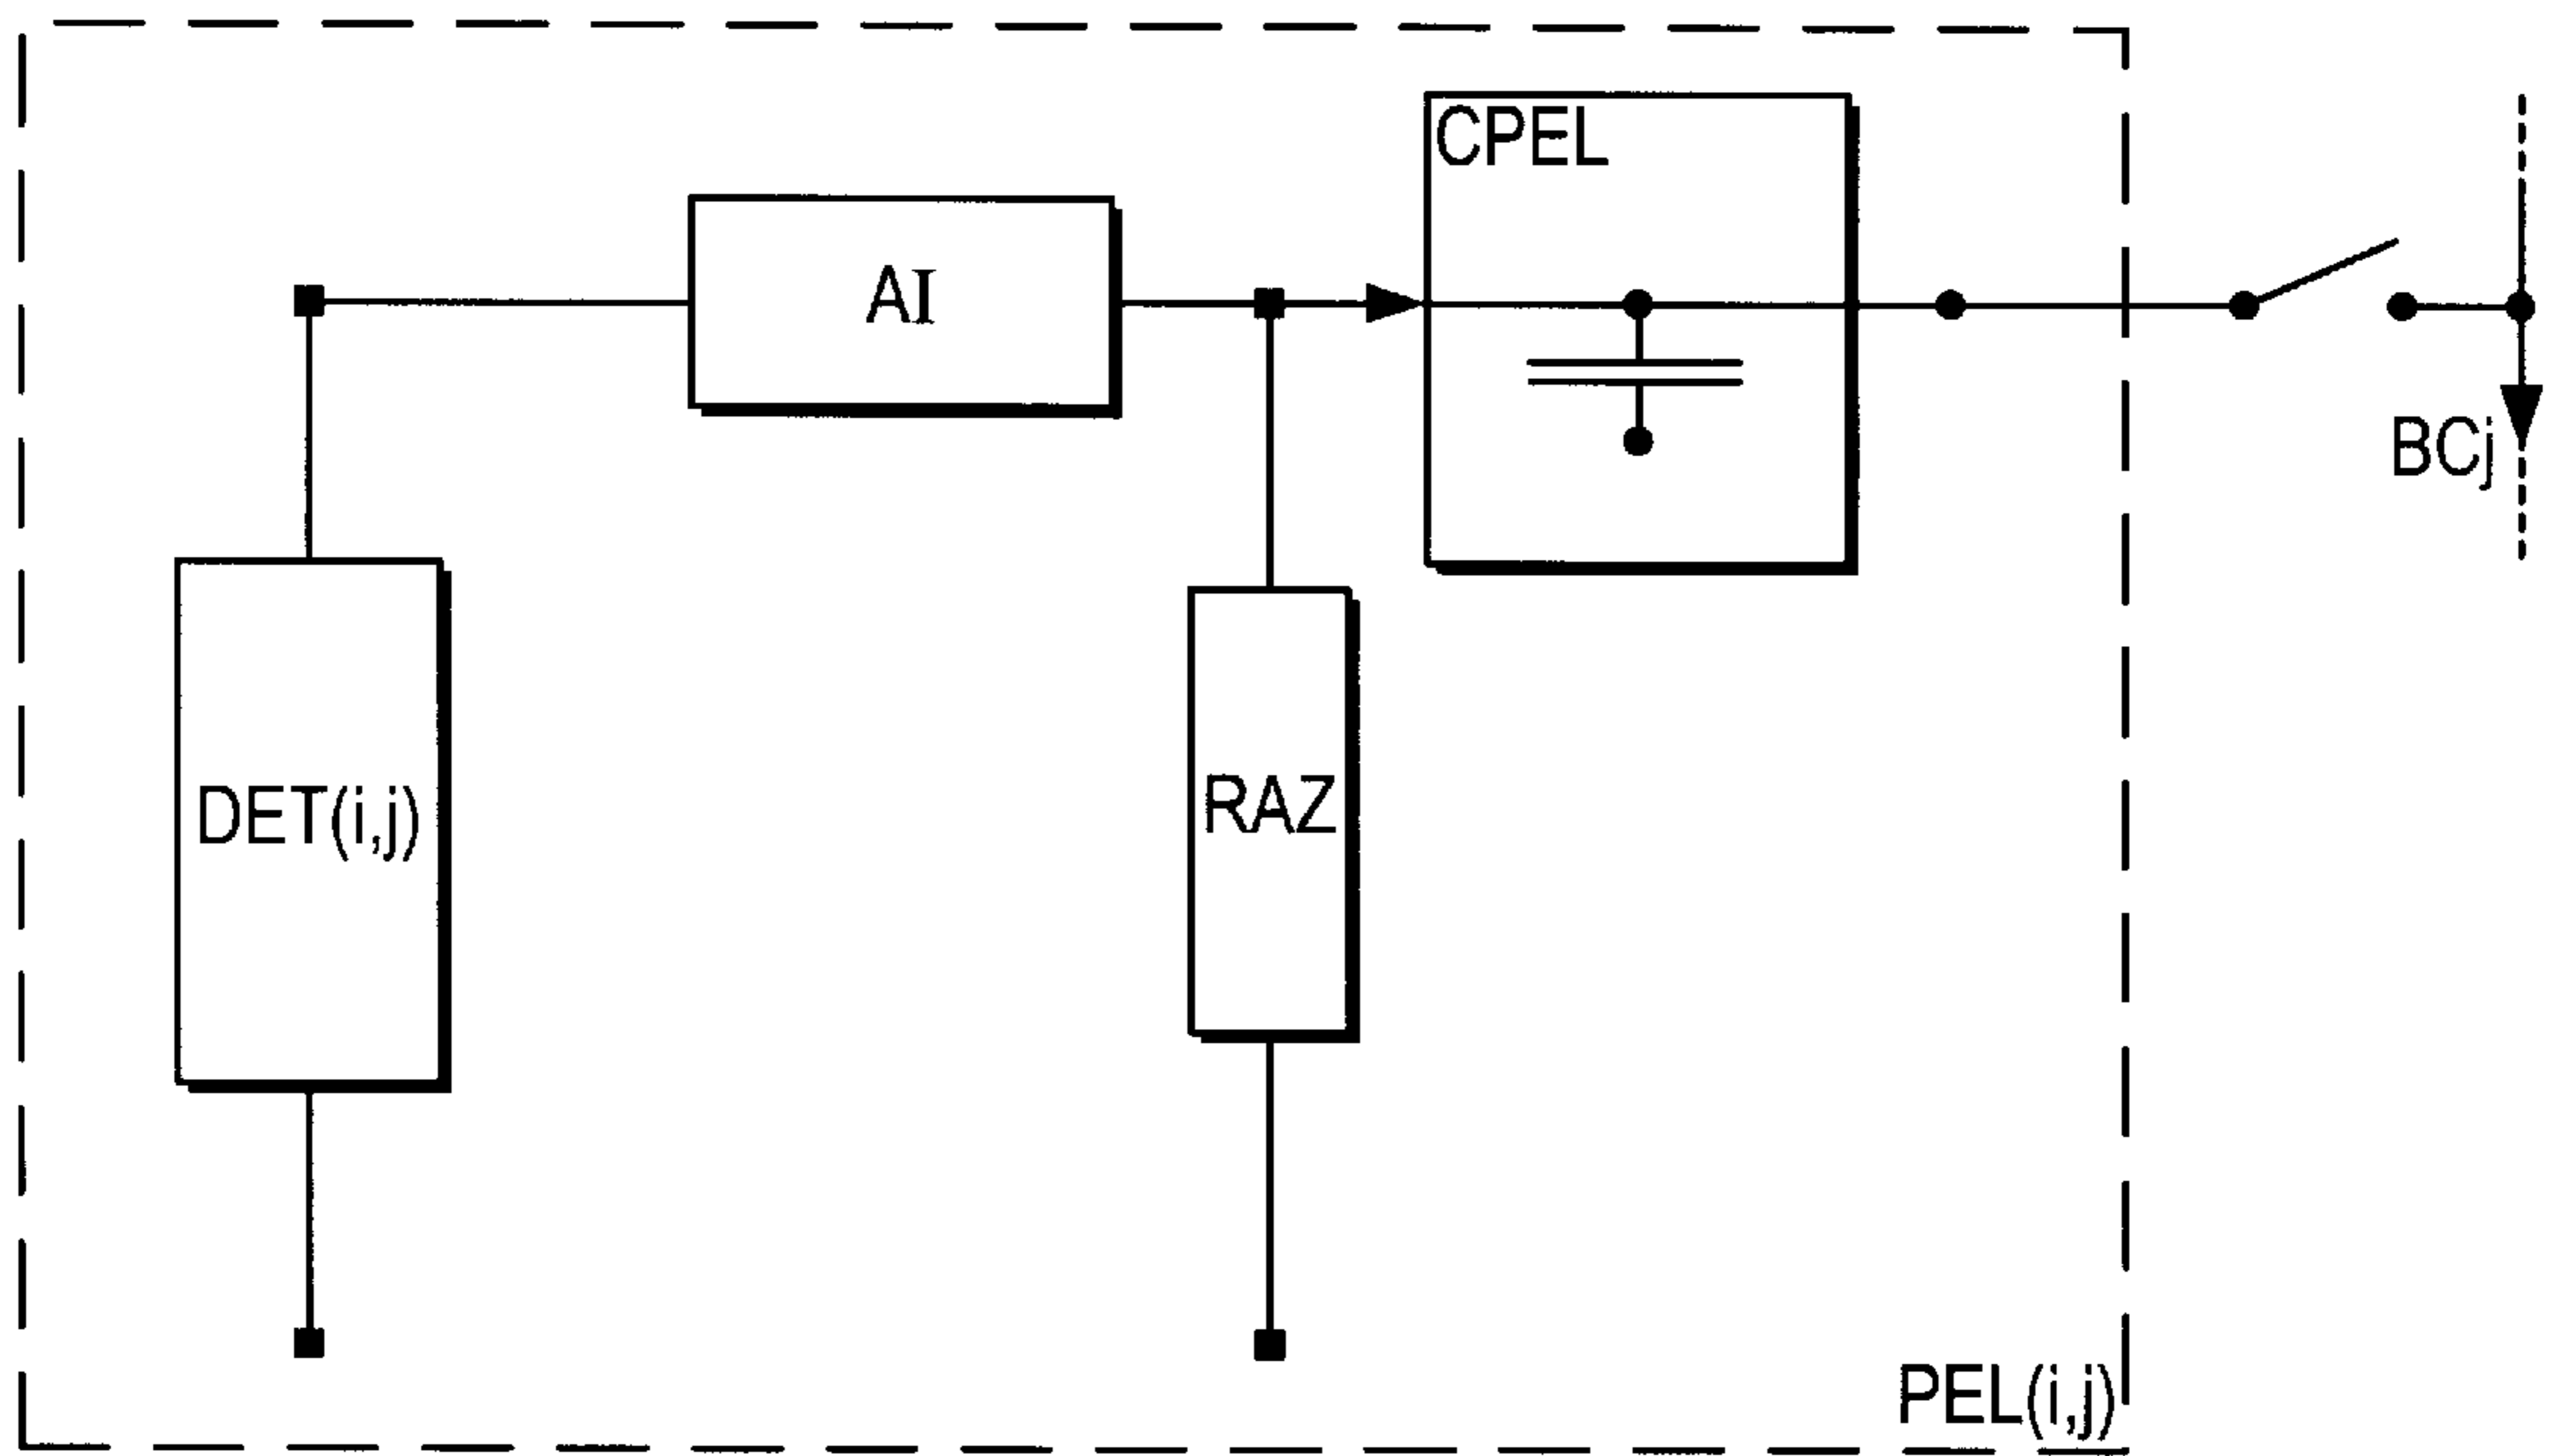 CPEL
AI
BCj
DET(i,j)
RAZ
PEL(i,j)